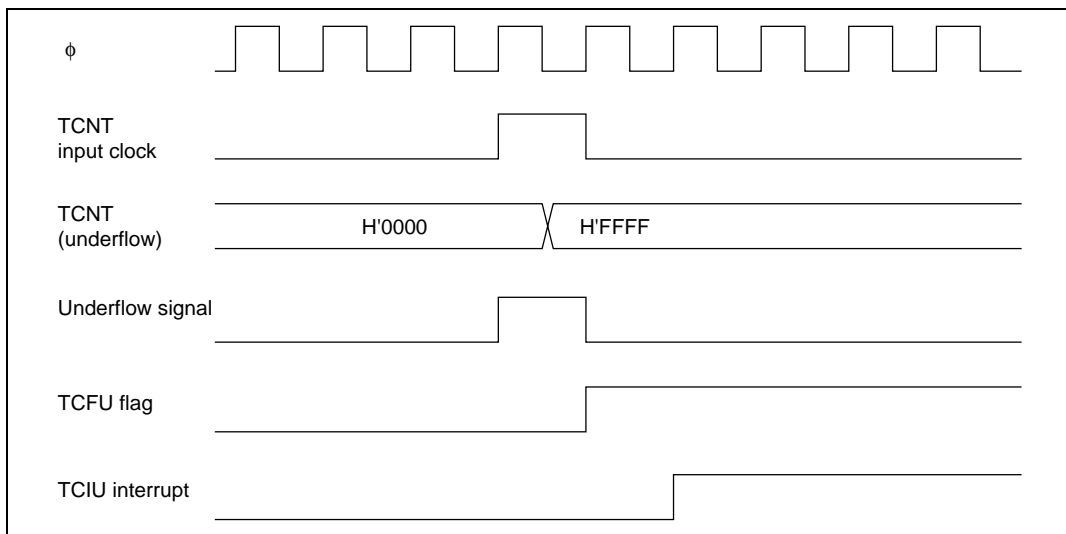 ϕ
TCNT
input clock
TCNT
(underflow)
H'0000
H'FFFF
Underflow signal
TCFU flag
TCIU interrupt